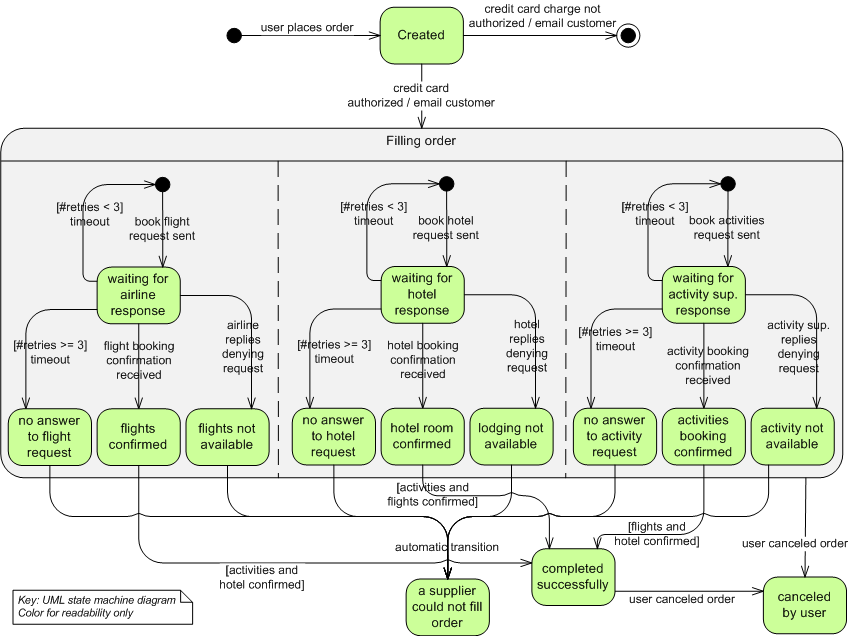 credit card charge not
authorized / email customer
user places order
Created
credit card
authorized / email customer
Filling order
[#retries < 3]
timeout
book flight
request sent
waiting for
airline
response
[#retries >= 3]
timeout
flight booking
confirmation
received
airline
replies
denying
request
no answer
to flight
request
flights
confirmed
flights not
available
[#retries < 3]
timeout
book hotel
request sent
waiting for
hotel
response
[#retries >= 3]
timeout
hotel booking
confirmation
received
hotel
replies
denying
request
no answer
to hotel
request
hotel room
confirmed
lodging not
available
[#retries < 3]
timeout
book activities
request sent
waiting for
activity sup.
response
[#retries >= 3]
timeout
activity booking
confirmation
received
activity sup.
replies
denying
request
no answer
to activity
request
activities
booking
confirmed
activity not
available
[activities and
flights confirmed]
[flights and
hotel confirmed]
automatic transition
user canceled order
[activities and
hotel confirmed]
completed
successfully
user canceled order
a supplier
could not fill
order
canceled
by user
Key: UML state machine diagram
Color for readability only